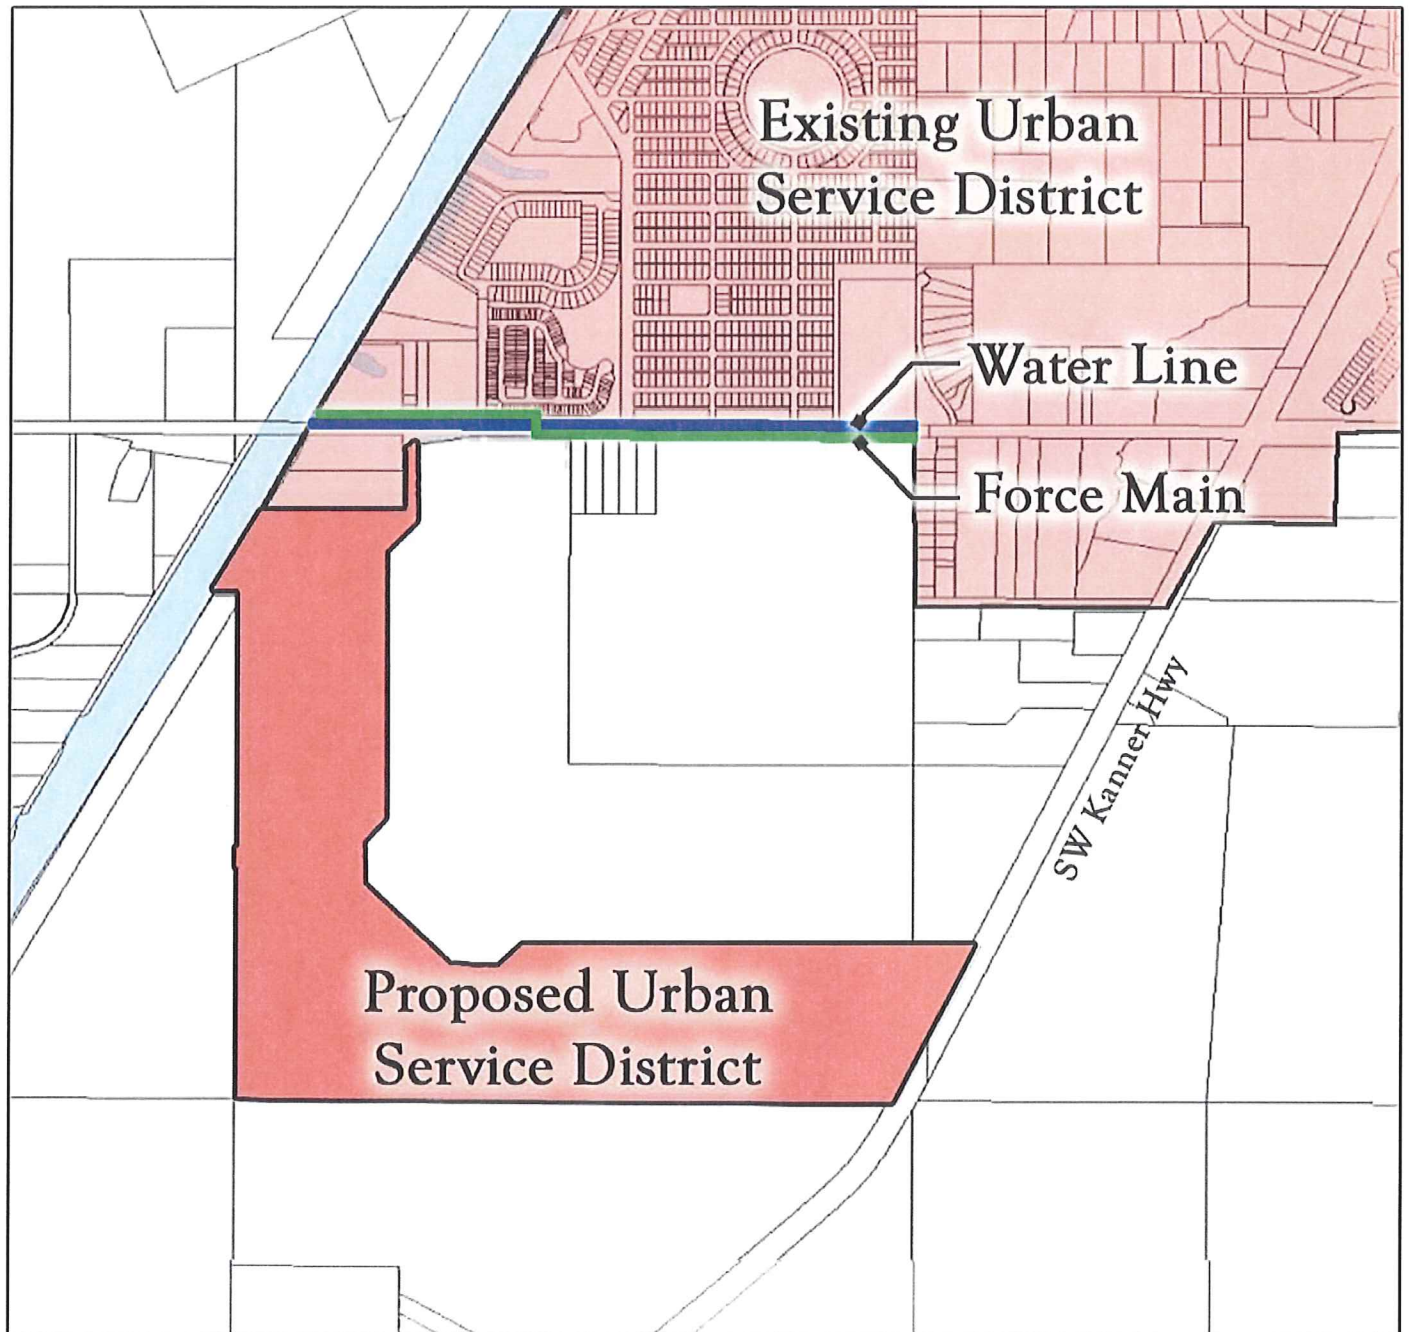 Existing Urban
Service District
Water Line
Force Main
SW Kanner Hwy
Proposed Urban
Service District